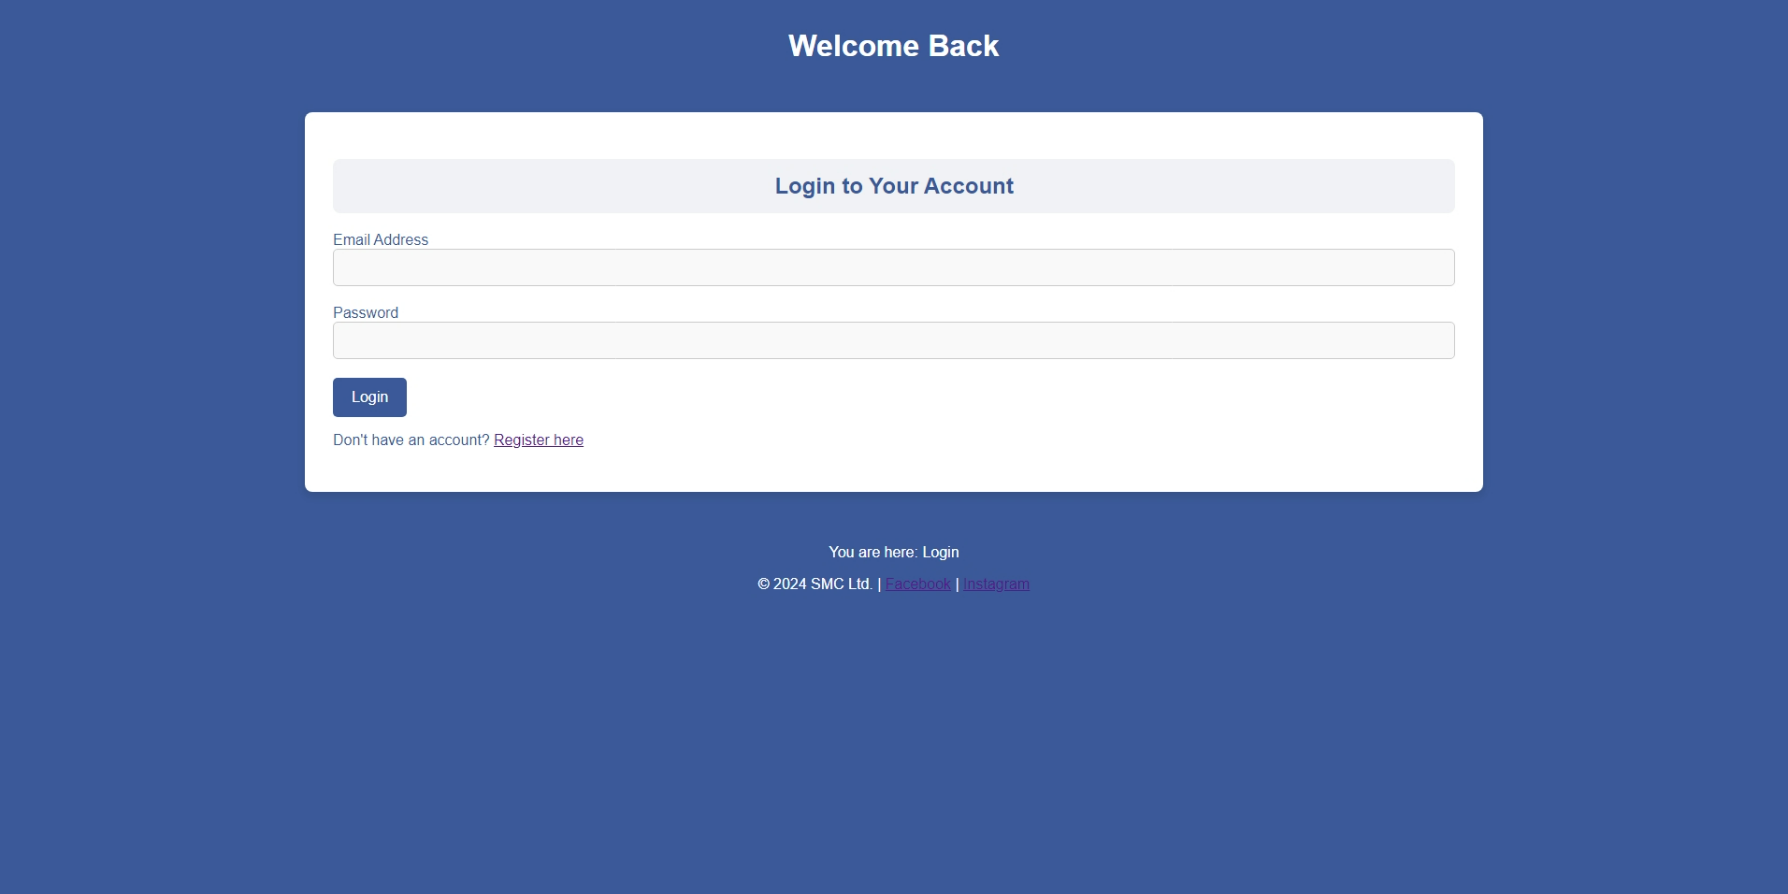 Welcome Back
Login to Your Account
Email Address
Password
Login
Don't have an account? Register here
You are here: Login
© 2024 SMC Ltd. | Facebook | Instagram